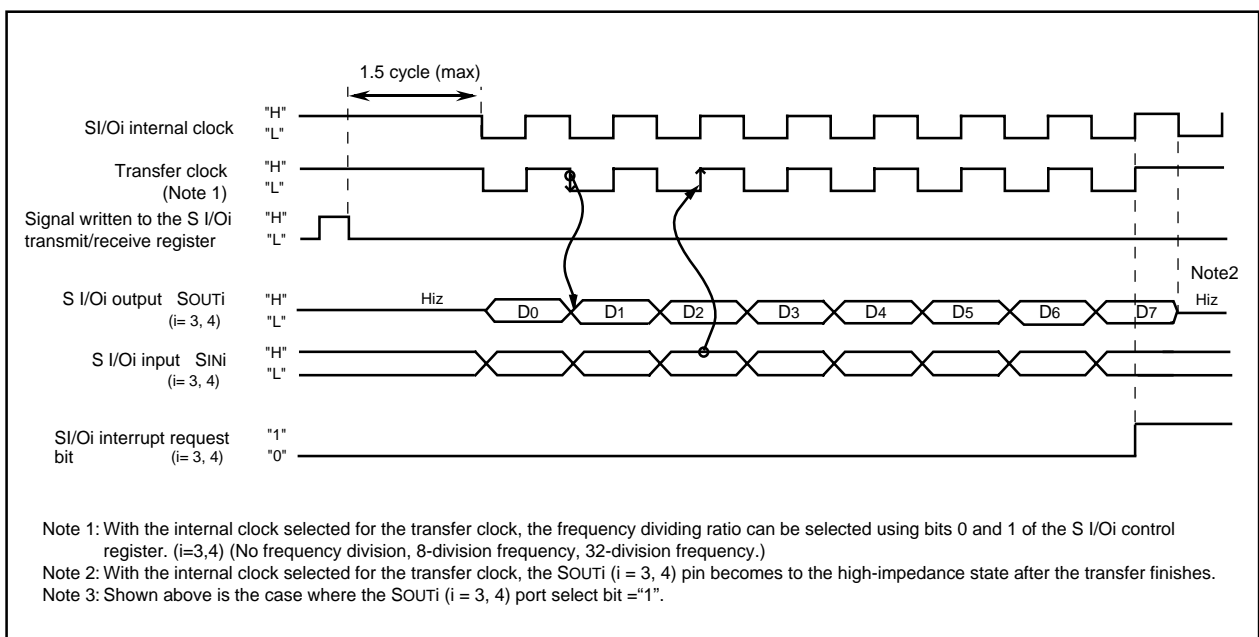 1.5 cycle (max)
SI/Oi internal clock
"H"
"L"
Transfer clock
(Note 1)
"H"
"L"
Signal written to the S I/Oi
transmit/receive register
"H"
"L"
Note2
S I/Oi output SOUTi
(i= 3, 4)
"H"
"L"
Hiz
D0
D1
D2
D3
D4
D5
D6
D7
Hiz
S I/Oi input SINi
(i= 3, 4)
"H"
"L"
SI/Oi interrupt request
bit (i= 3, 4)
"1"
"0"
Note 1: With the internal clock selected for the transfer clock, the frequency dividing ratio can be selected using bits 0 and 1 of the S I/Oi control
register. (i=3,4) (No frequency division, 8-division frequency, 32-division frequency.)
Note 2: With the internal clock selected for the transfer clock, the SOUTi (i = 3, 4) pin becomes to the high-impedance state after the transfer finishes.
Note 3: Shown above is the case where the SOUTi (i = 3, 4) port select bit =“1”.